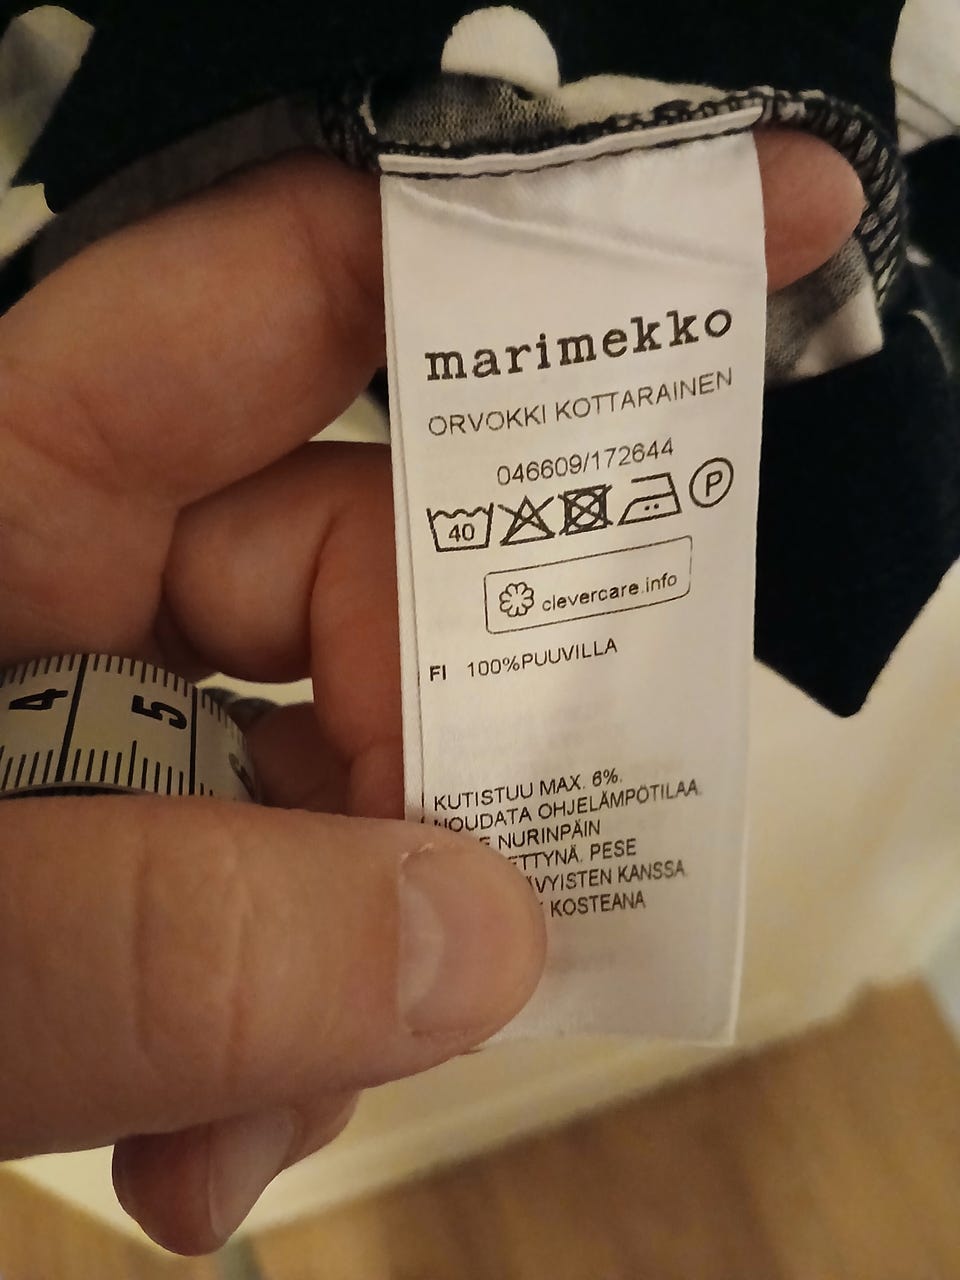 marimekko
ORVOKKI KOTTARAINEN
046609/172644
40
P
clevercare.info
FI 100%PUUVILLA
KUTISTUU MAX. 6%.
NOUDATA OHJELÄMPÖTILAA.
NURINPÄIN
PESE
KANSSA.
KOSTEANA
4
5